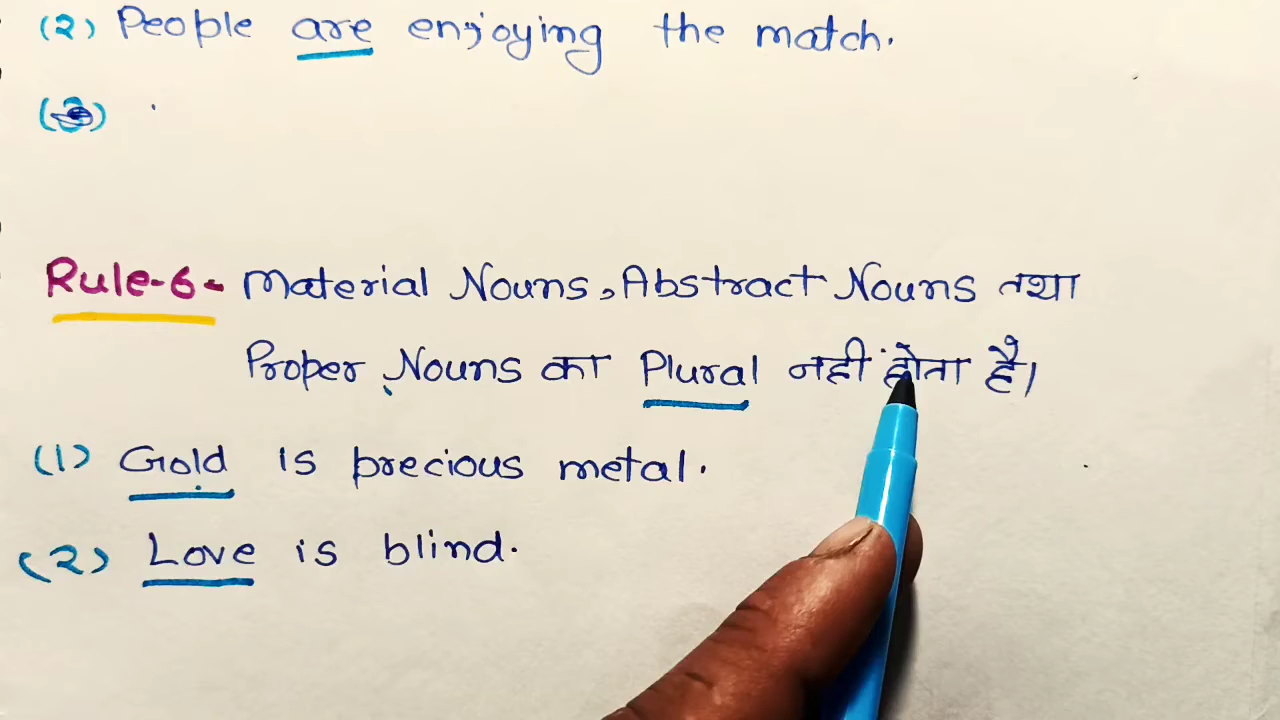 (2) People are enjoying the match.
(3)
Rule-6- Material Nouns, Abstract Nouns तथा
Proper Nouns का Plural नही होता है।
(1) Gold is precious metal.
(2) Love is blind.